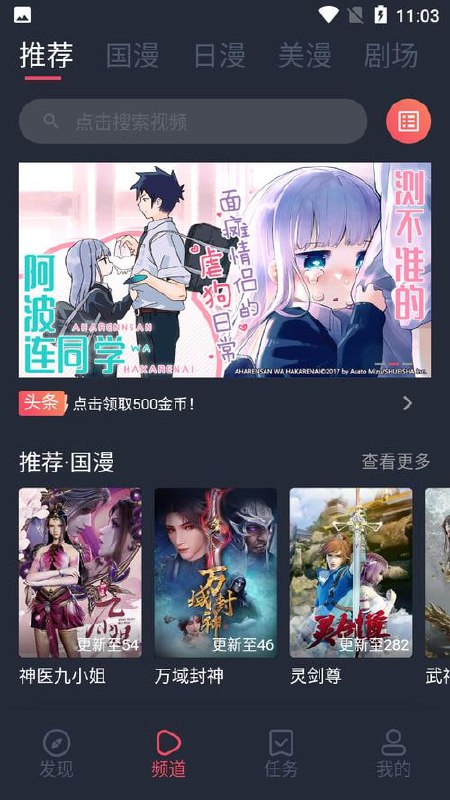 11:03
推荐 国漫 日漫 美漫 剧场
点击搜索视频
测不准的
阿波连同学
AHARENSAN
WA
HAKARENAI
面瘫情侣的
虐狗日常
AHARENSAN WA HAKARENAI©2017 by Asato Mizu/SHUEISHA Inc.
头条 点击领取500金币!
推荐·国漫 查看更多
更新至54
万域封神
更新至46
灵剑尊
更新至282
神医九小姐 万域封神 灵剑尊 武神
发现 频道 任务 我的